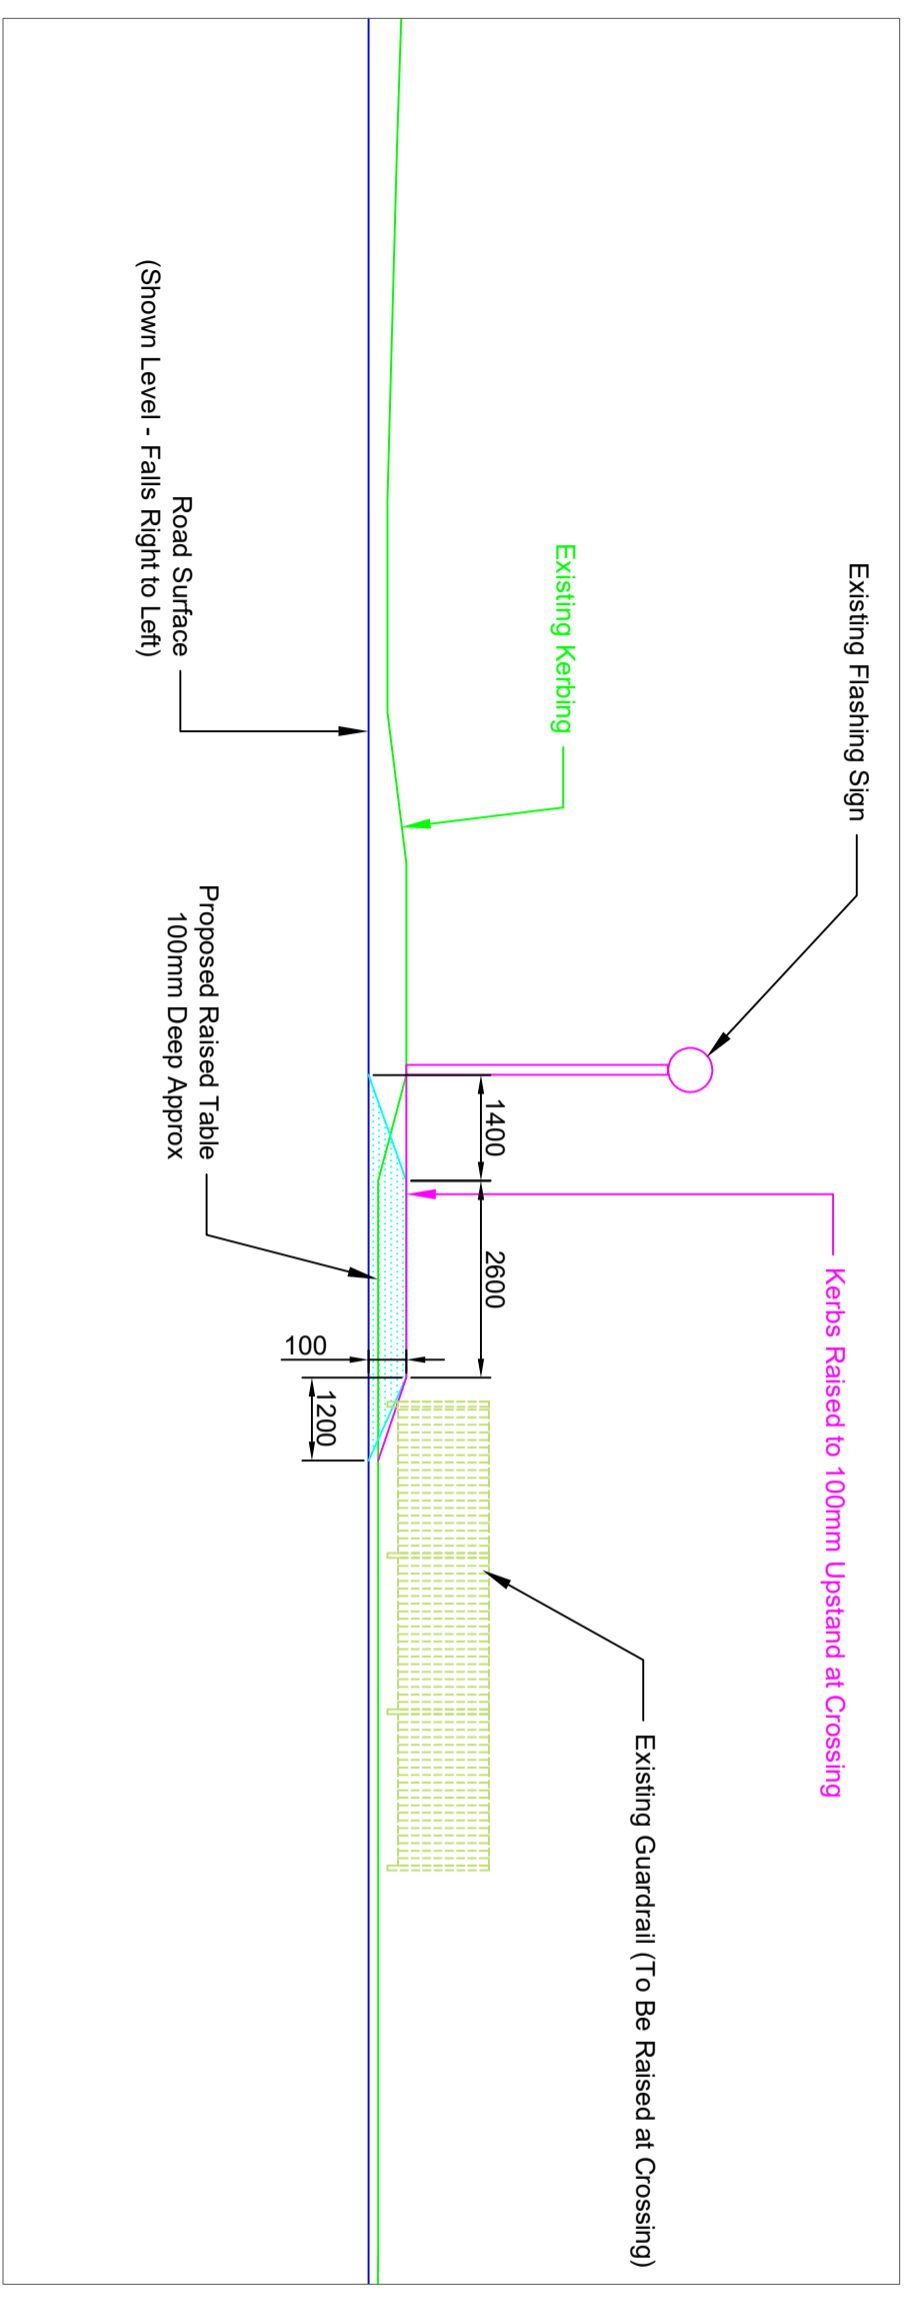 Existing Flashing Sign
Kerbs Raised to 100mm Upstand at Crossing
Existing Guardrail (To Be Raised at Crossing)
Existing Kerbing
1400
2600
100
1200
Proposed Raised Table
100mm Deep Approx
Road Surface
(Shown Level - Falls Right to Left)